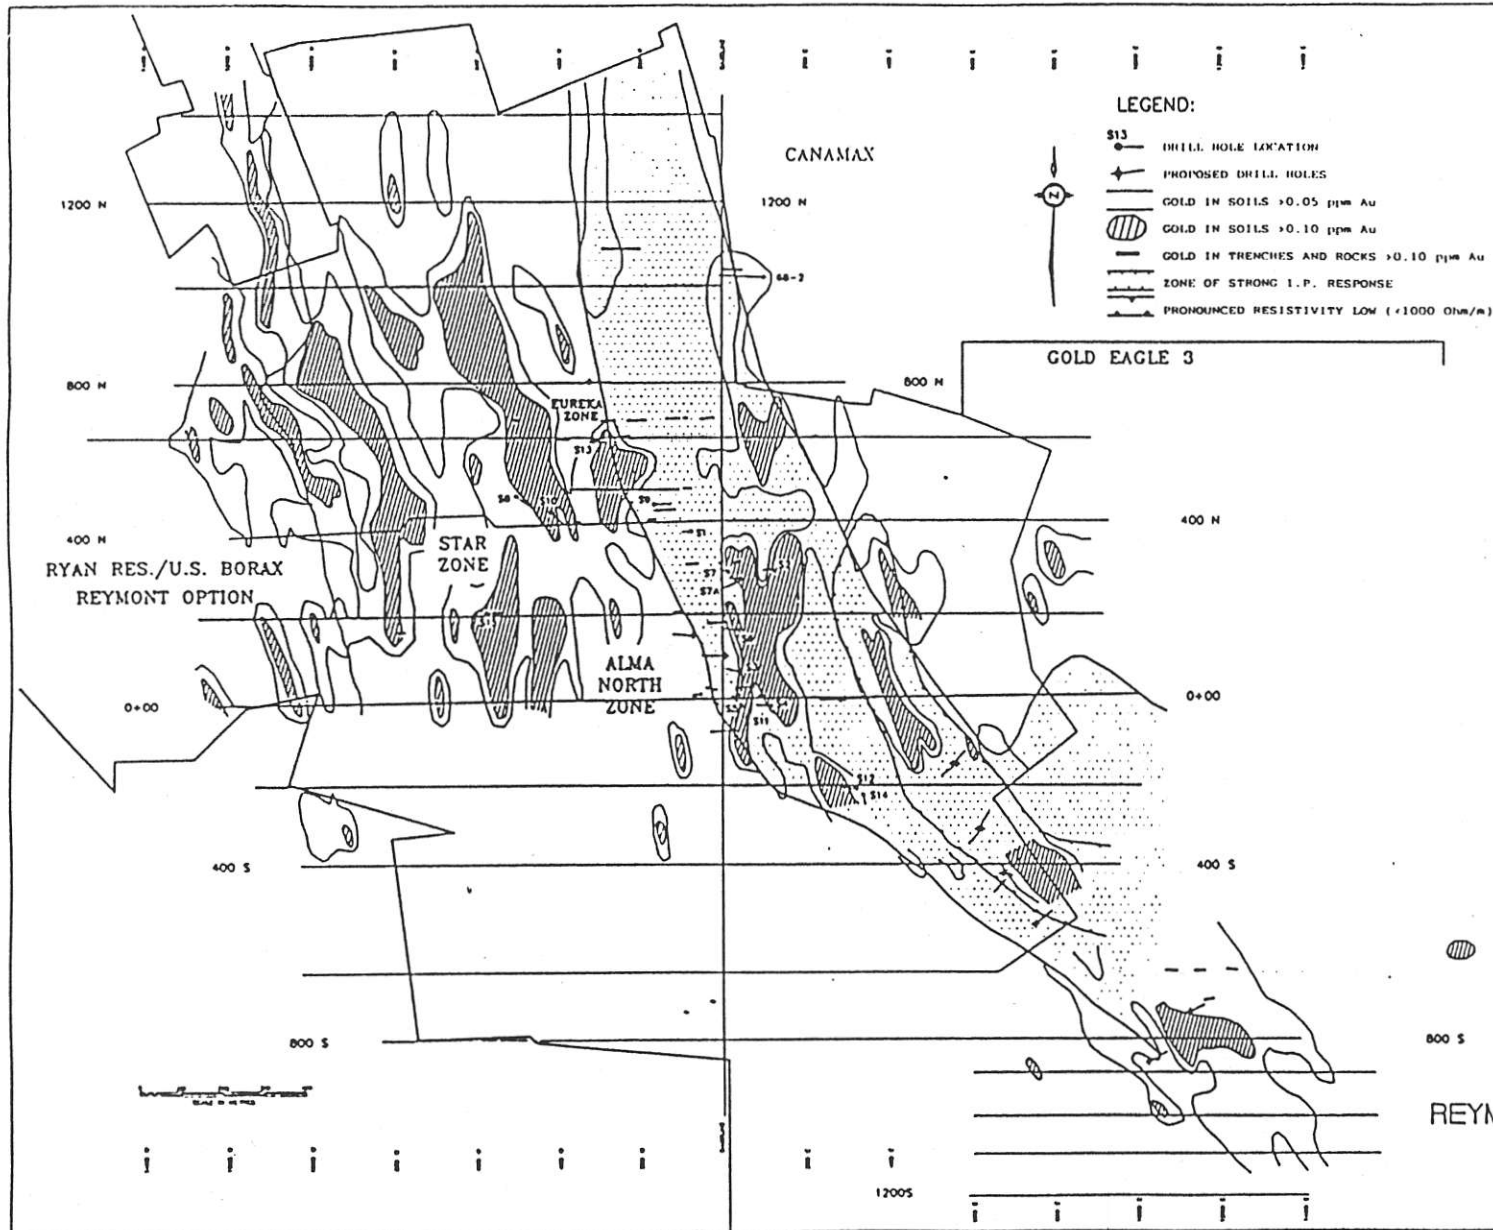 LEGEND:
S13
DRILL HOLE LOCATION
PROPOSED DRILL HOLES
GOLD IN SOILS >0.05 ppm Au
GOLD IN SOILS >0.10 ppm Au
GOLD IN TRENCHES AND ROCKS >0.10 ppm Au
ZONE OF STRONG I.P. RESPONSE
PRONOUNCED RESISTIVITY LOW (<1000 Ohm/m)
N
CANAMAX
1200 N
1200 N
GOLD EAGLE 3
800 N
800 N
EUREKA
ZONE
S13
S8
S10
S9
S1
400 N
400 N
STAR
ZONE
RYAN RES./U.S. BORAX
REYMONT OPTION
S7
S2
S7A
S15
ALMA
NORTH
ZONE
0+00
0+00
S11
S12
S14
400 S
400 S
800 S
800 S
REYM
1200S